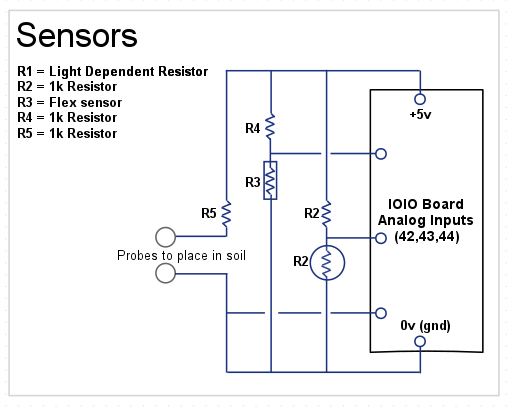 Sensors
R1 = Light Dependent Resistor
R2 = 1k Resistor
R3 = Flex sensor
R4 = 1k Resistor
R5 = 1k Resistor
+5v
R4
R3
IOIO Board
Analog Inputs
(42,43,44)
R5
R2
Probes to place in soil
R2
0v (gnd)